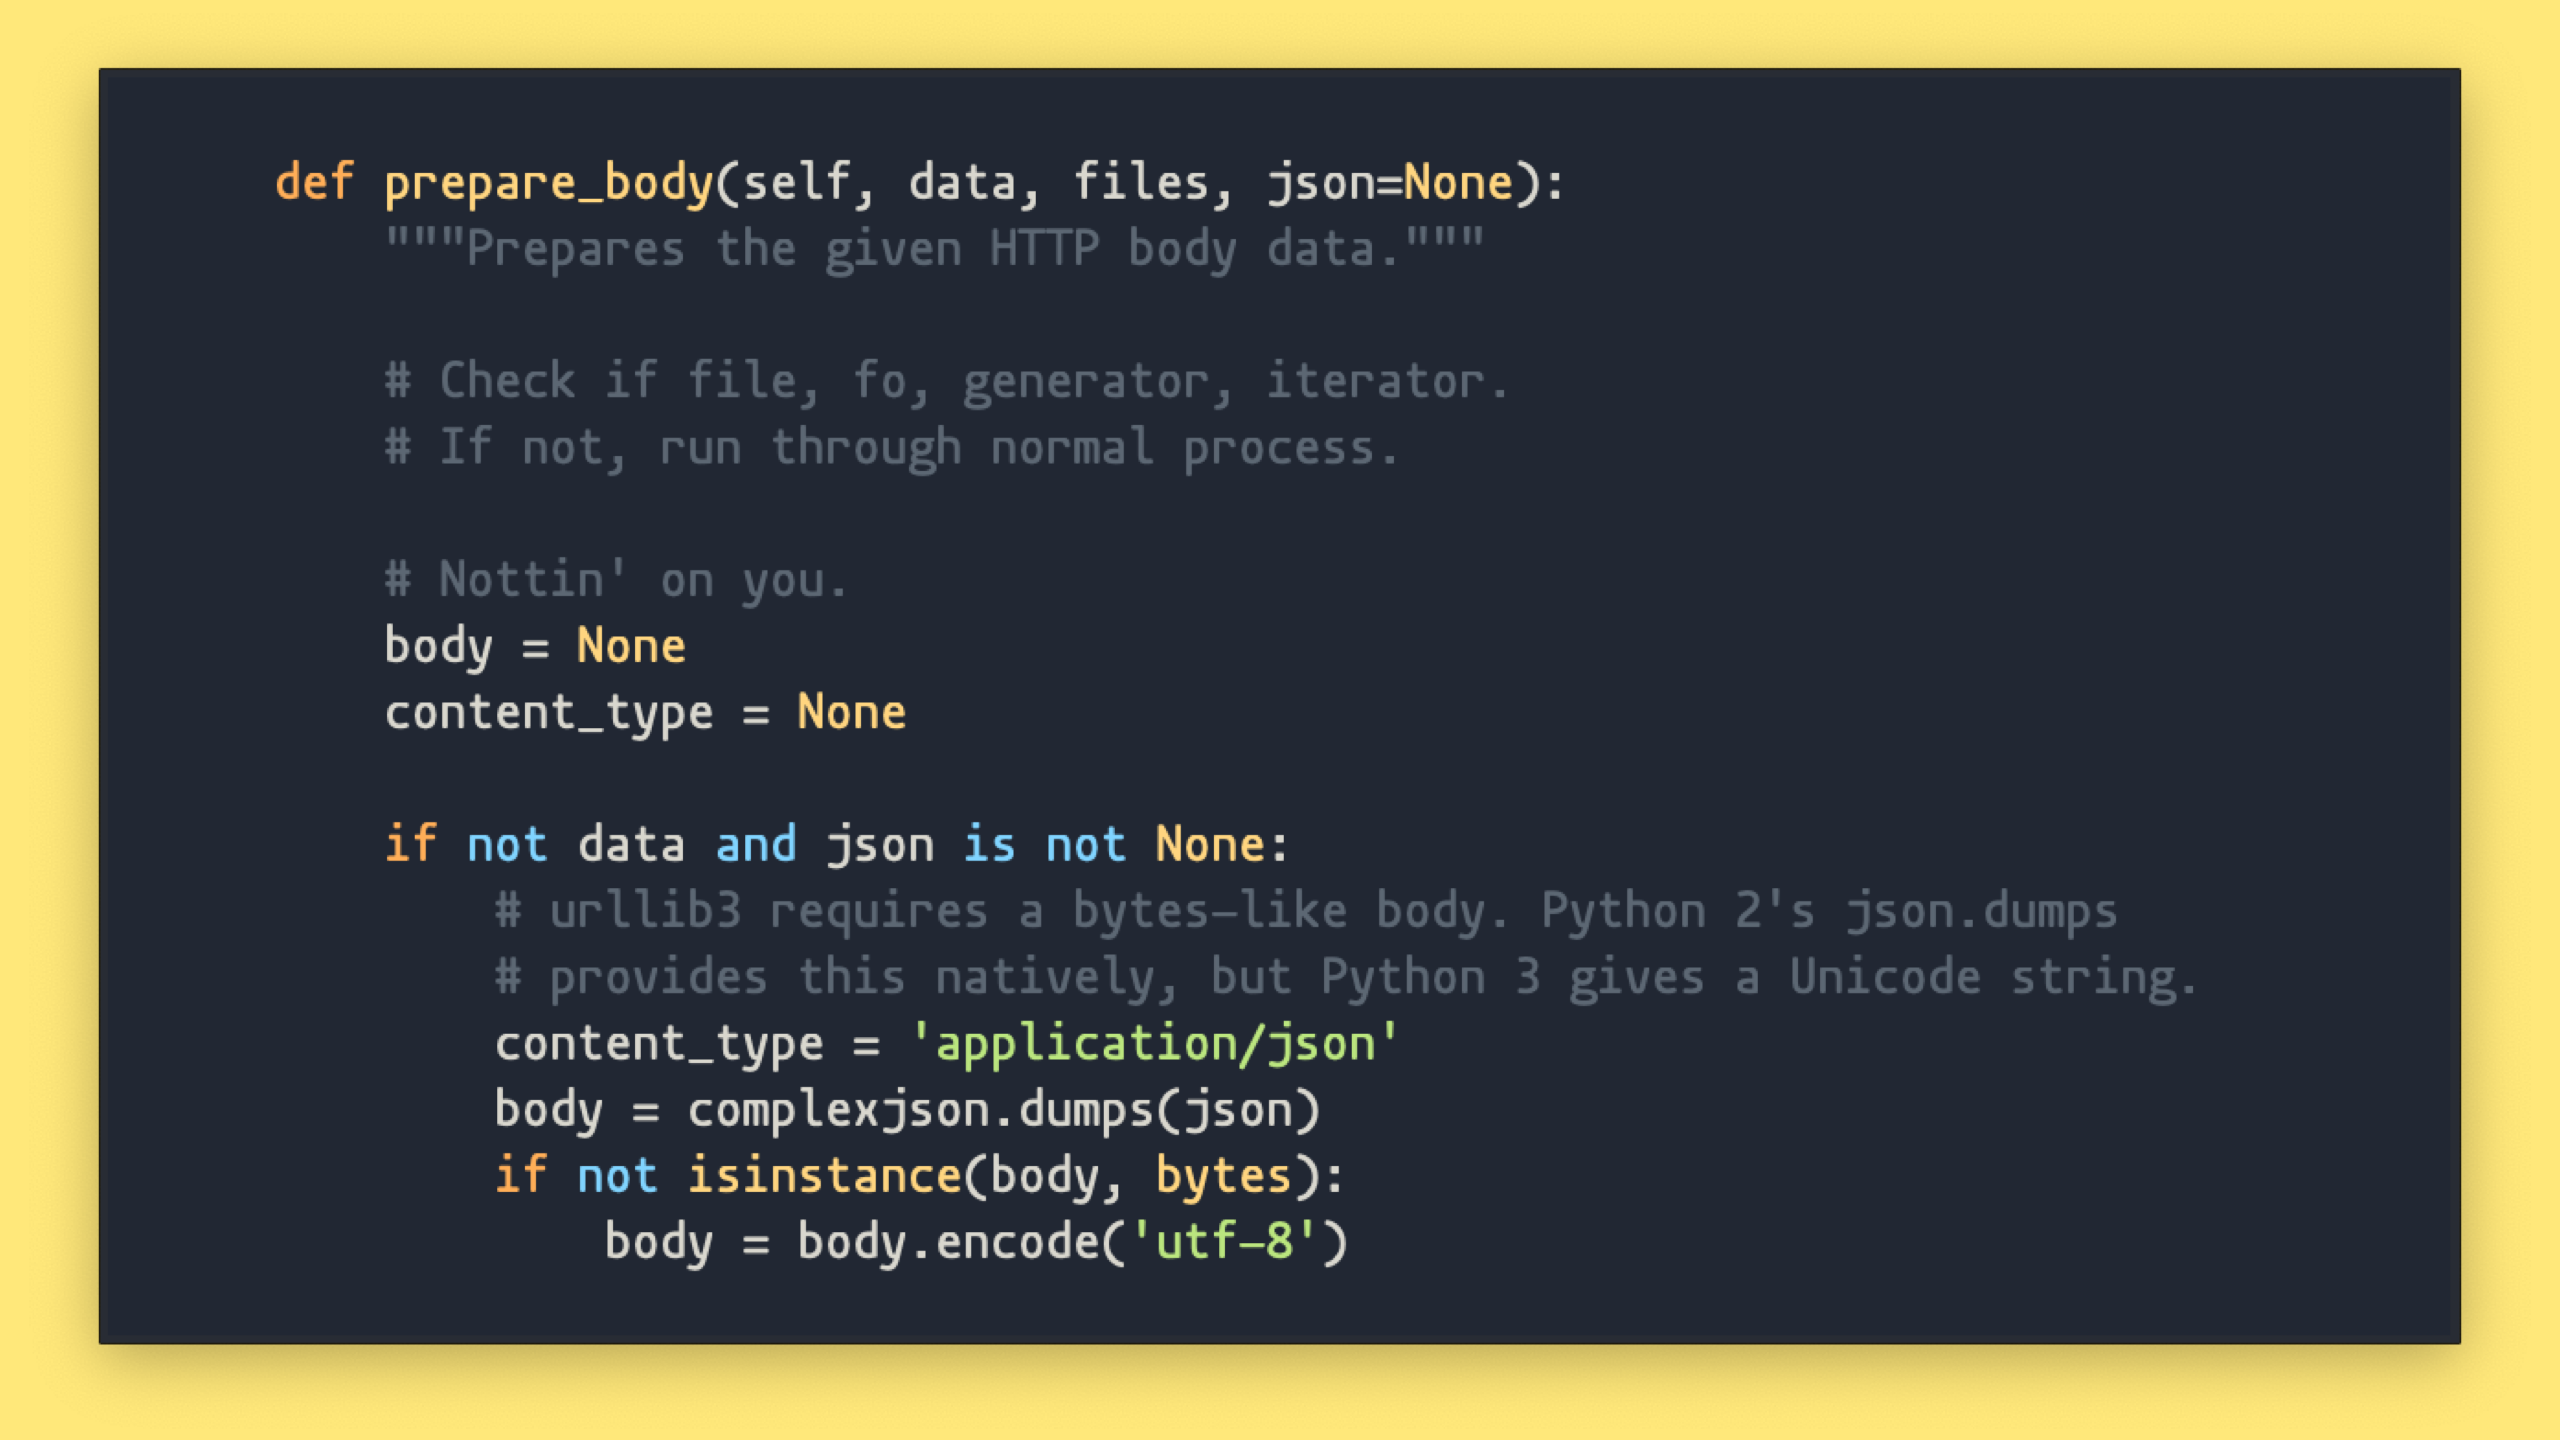 def prepare_body(self, data, files, json=None):
    """Prepares the given HTTP body data."""

    # Check if file, fo, generator, iterator.
    # If not, run through normal process.

    # Nottin' on you.
    body = None
    content_type = None

    if not data and json is not None:
        # urllib3 requires a bytes-like body. Python 2's json.dumps
        # provides this natively, but Python 3 gives a Unicode string.
        content_type = 'application/json'
        body = complexjson.dumps(json)
        if not isinstance(body, bytes):
            body = body.encode('utf-8')